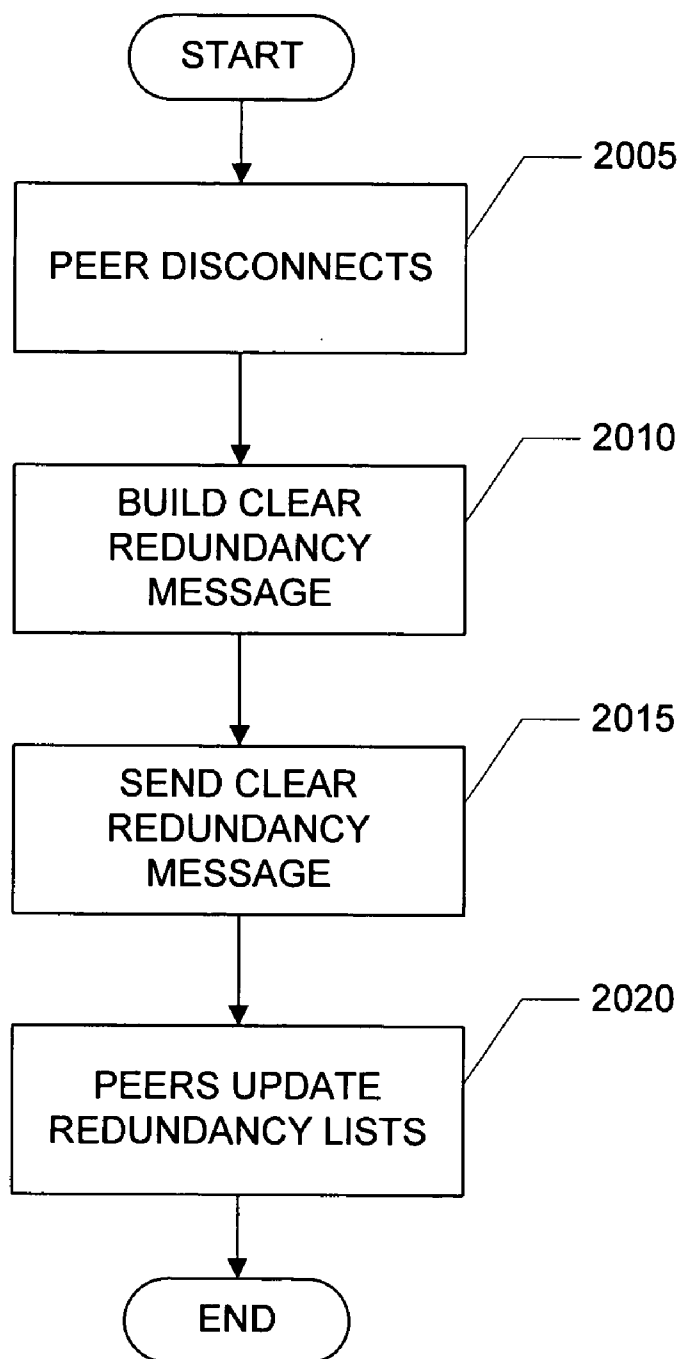 START
2005
PEER DISCONNECTS
2010
BUILD CLEAR
REDUNDANCY
MESSAGE
2015
SEND CLEAR
REDUNDANCY
MESSAGE
2020
PEERS UPDATE
REDUNDANCY LISTS
END